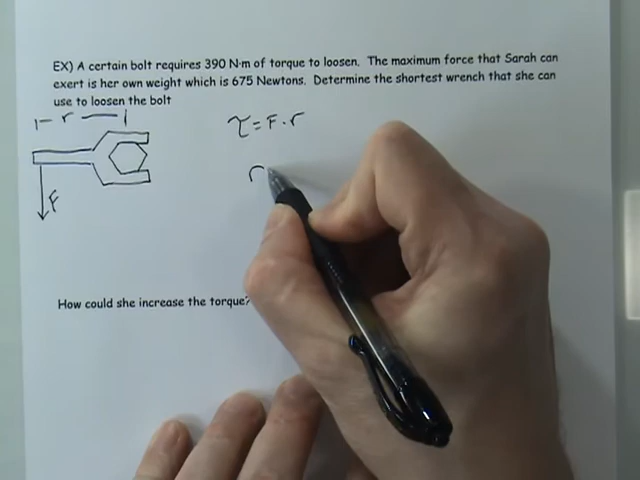 EX) A certain bolt requires 390 N·m of torque to loosen. The maximum force that Sarah can
exert is her own weight which is 675 Newtons. Determine the shortest wrench that she can
use to loosen the bolt
r
τ = F · r
r
F
How could she increase the torque?